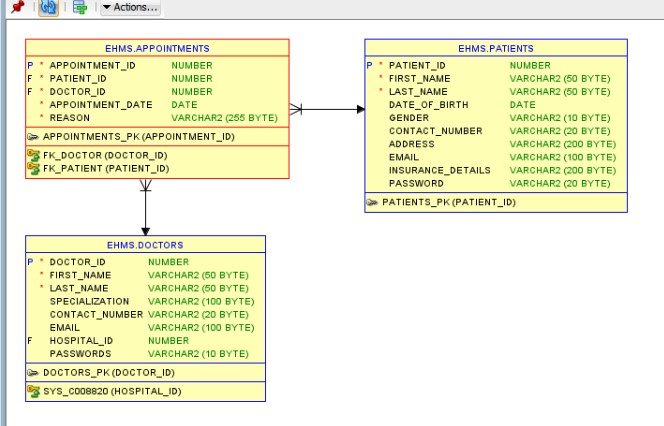 Actions...
EHMS.APPOINTMENTS
P * APPOINTMENT_ID NUMBER
F * PATIENT_ID NUMBER
F * DOCTOR_ID NUMBER
* APPOINTMENT_DATE DATE
* REASON VARCHAR2 (255 BYTE)
APPOINTMENTS_PK (APPOINTMENT_ID)
FK_DOCTOR (DOCTOR_ID)
FK_PATIENT (PATIENT_ID)
EHMS.PATIENTS
P * PATIENT_ID NUMBER
* FIRST_NAME VARCHAR2 (50 BYTE)
* LAST_NAME VARCHAR2 (50 BYTE)
DATE_OF_BIRTH DATE
GENDER VARCHAR2 (10 BYTE)
CONTACT_NUMBER VARCHAR2 (20 BYTE)
ADDRESS VARCHAR2 (200 BYTE)
EMAIL VARCHAR2 (100 BYTE)
INSURANCE_DETAILS VARCHAR2 (200 BYTE)
PASSWORD VARCHAR2 (20 BYTE)
PATIENTS_PK (PATIENT_ID)
EHMS.DOCTORS
P * DOCTOR_ID NUMBER
* FIRST_NAME VARCHAR2 (50 BYTE)
* LAST_NAME VARCHAR2 (50 BYTE)
SPECIALIZATION VARCHAR2 (100 BYTE)
CONTACT_NUMBER VARCHAR2 (20 BYTE)
EMAIL VARCHAR2 (100 BYTE)
F HOSPITAL_ID NUMBER
PASSWORDS VARCHAR2 (10 BYTE)
DOCTORS_PK (DOCTOR_ID)
SYS_C008820 (HOSPITAL_ID)